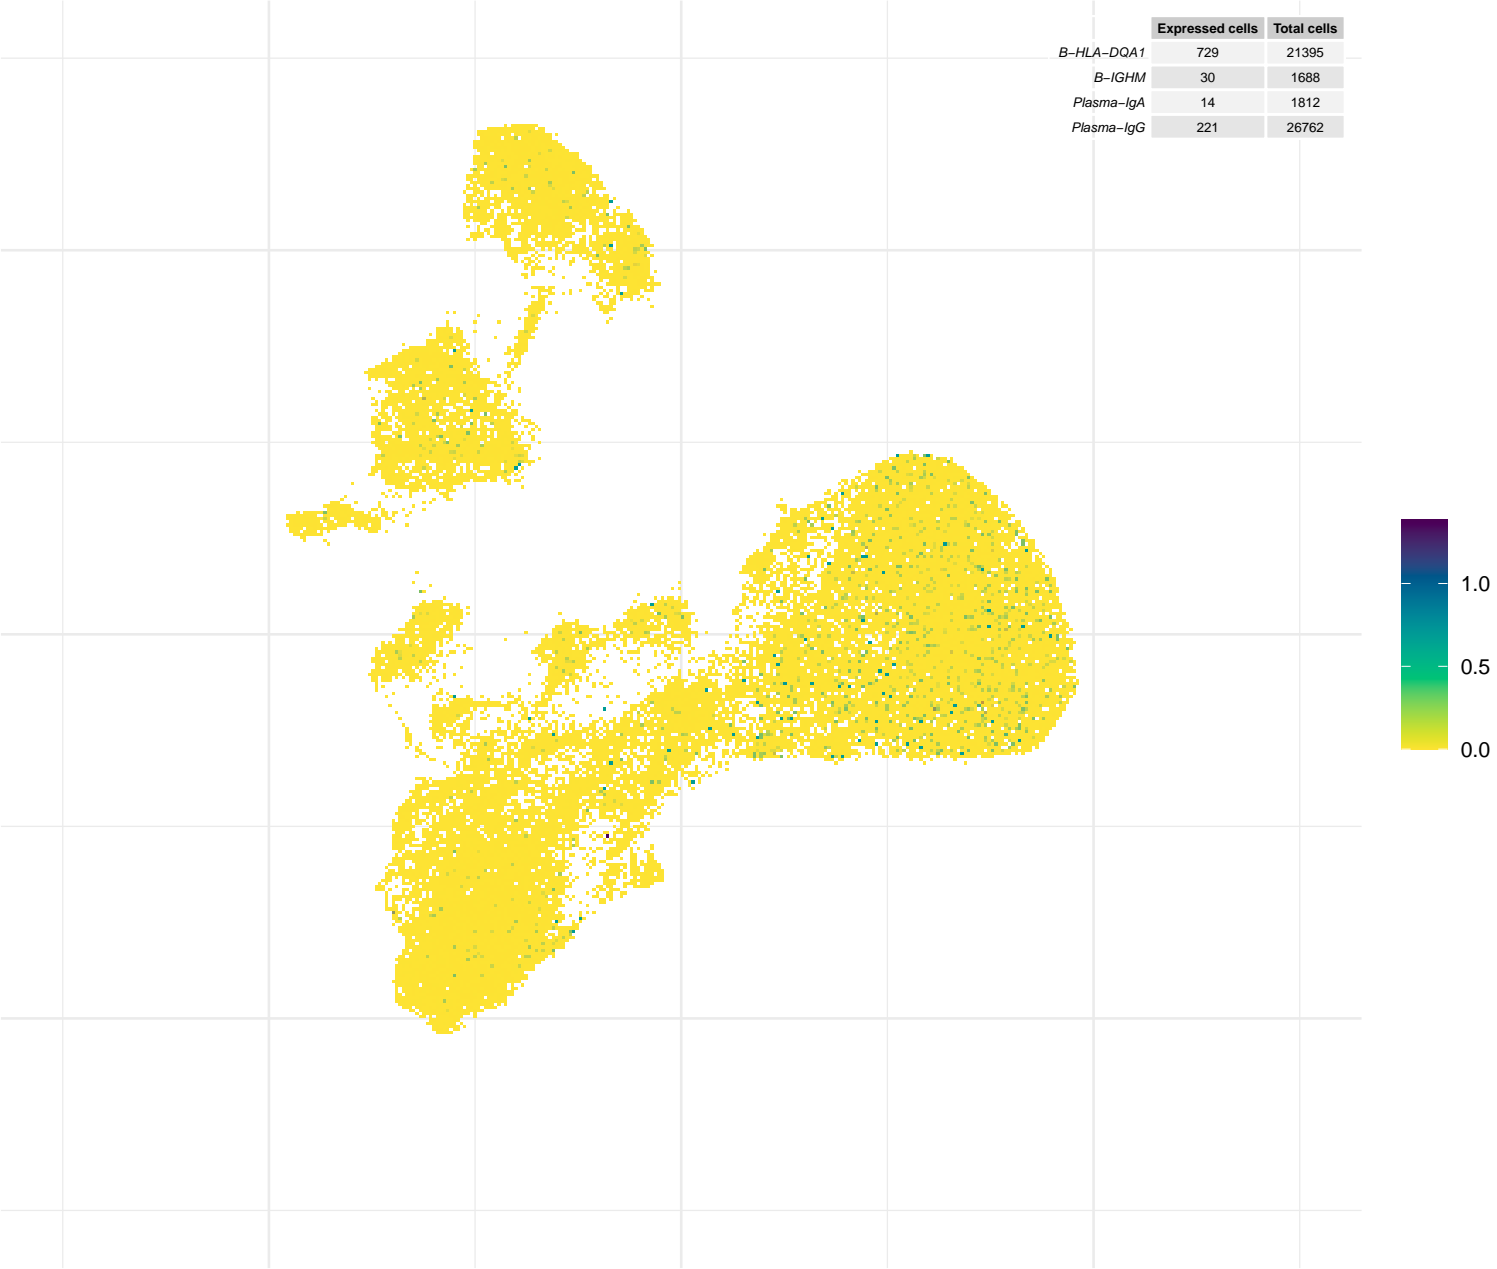 Expressed cells Total cells
B−HLA−DQA1 729 21395
B−IGHM 30 1688
Plasma−IgA 14 1812
Plasma−IgG 221 26762
1.0
0.5
0.0